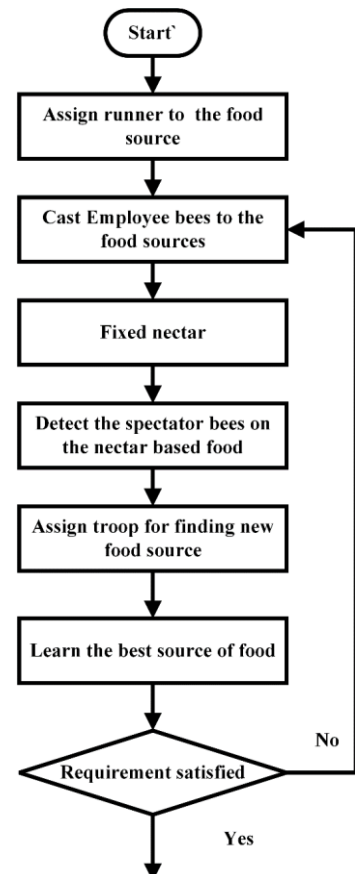 Start`
Assign runner to the food
source
Cast Employee bees to the
food sources
Fixed nectar
Detect the spectator bees on
the nectar based food
Assign troop for finding new
food source
Learn the best source of food
No
Requirement satisfied
Yes